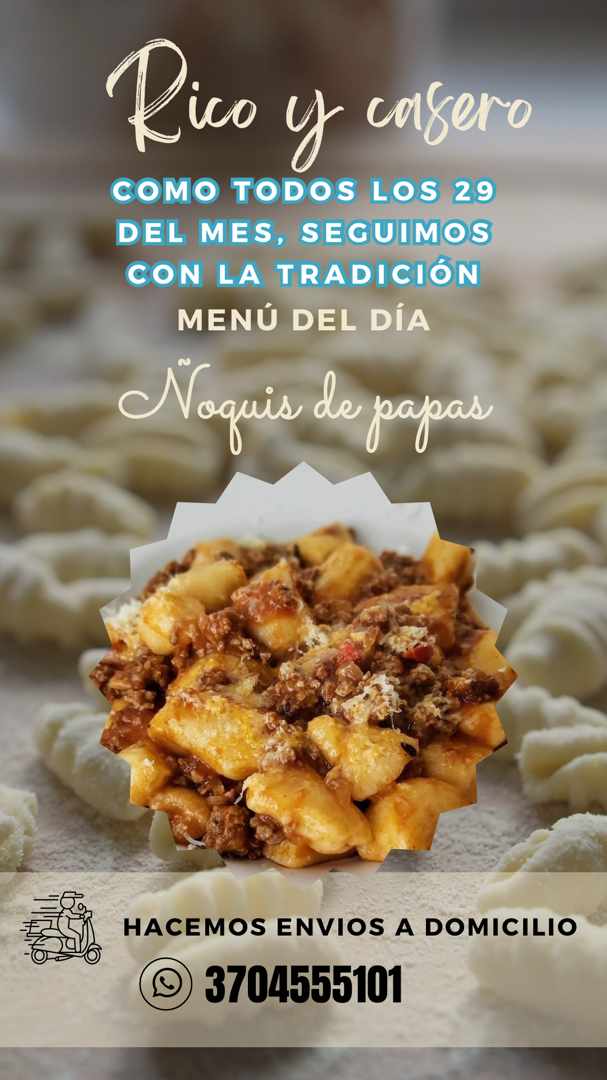 Rico y casero
COMO TODOS LOS 29
DEL MES, SEGUIMOS
CON LA TRADICIÓN
MENÚ DEL DÍA
Ñoquis de papas
HACEMOS ENVIOS A DOMICILIO
3704555101